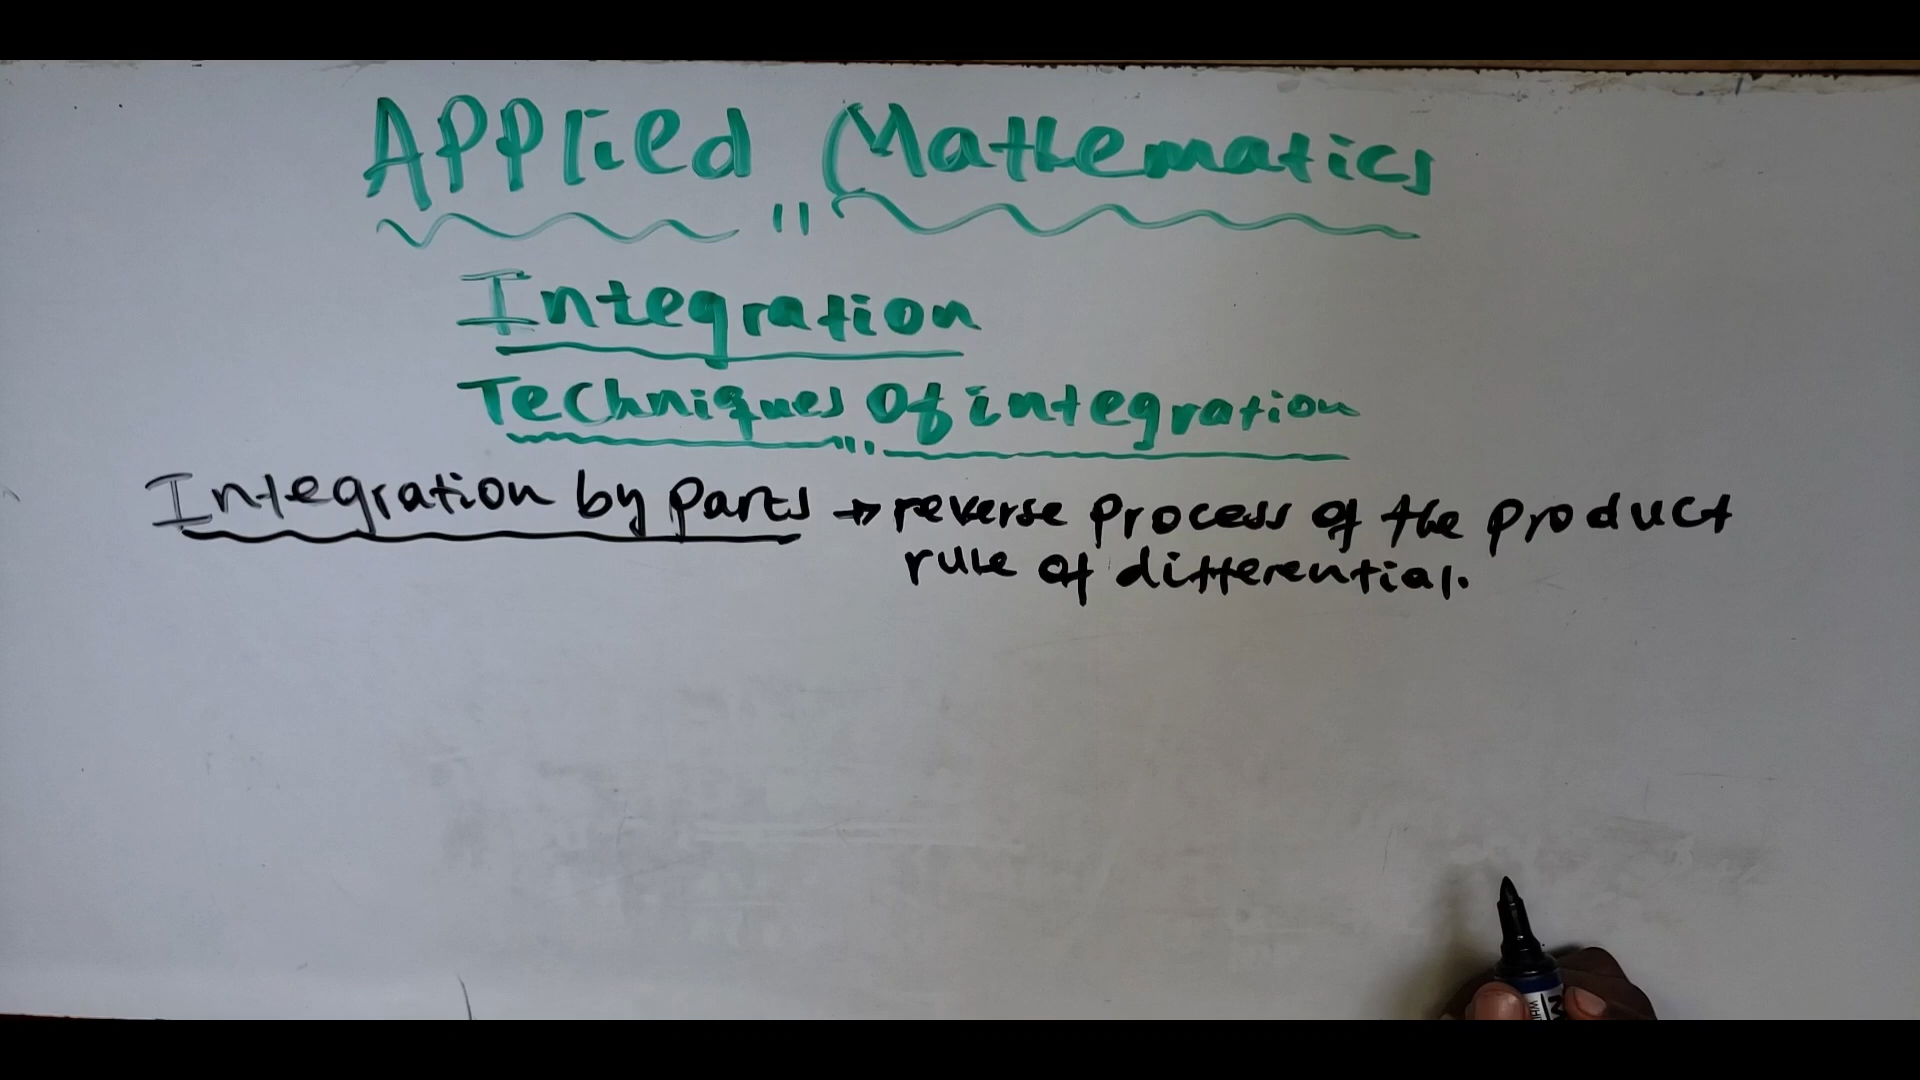 Applied Mathematics
Integration
Techniques Of integration
Integration by parts → reverse process of the product
rule of differential.